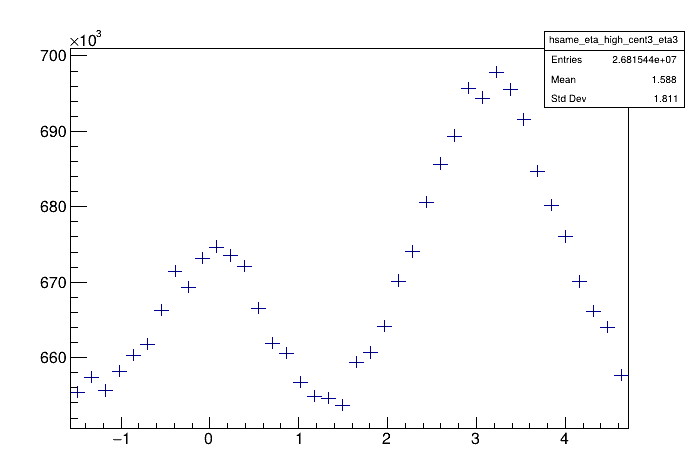 ×10³
hsame_eta_high_cent3_eta3
Entries 2.681544e+07
Mean 1.588
Std Dev 1.811
700
690
680
670
660
−1 0 1 2 3 4